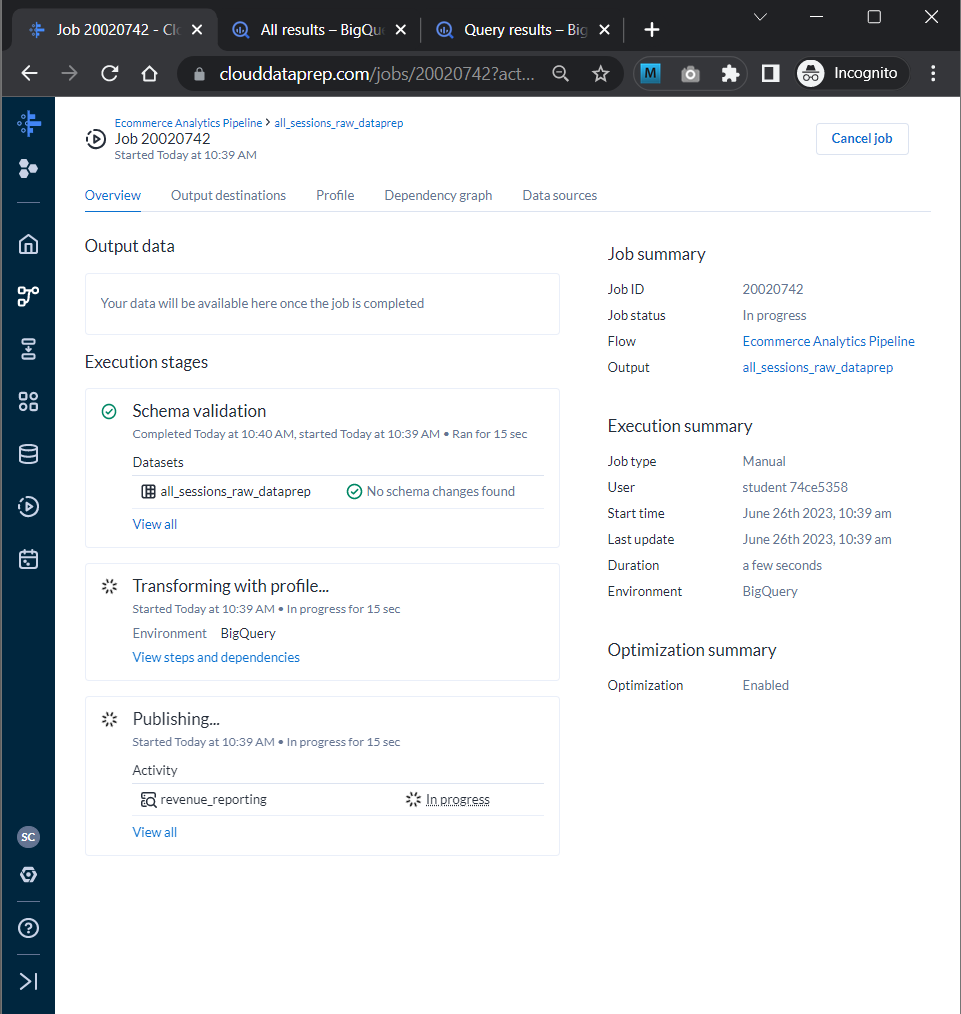 Job 20020742 - Clo
All results – BigQue
Query results – Big
clouddataprep.com/jobs/20020742?act...
M
Incognito
Ecommerce Analytics Pipeline > all_sessions_raw_dataprep
Job 20020742
Started Today at 10:39 AM
Cancel job
Overview
Output destinations
Profile
Dependency graph
Data sources
Output data
Your data will be available here once the job is completed
Execution stages
Schema validation
Completed Today at 10:40 AM, started Today at 10:39 AM • Ran for 15 sec
Datasets
all_sessions_raw_dataprep
No schema changes found
View all
Transforming with profile...
Started Today at 10:39 AM • In progress for 15 sec
Environment BigQuery
View steps and dependencies
Publishing...
Started Today at 10:39 AM • In progress for 15 sec
Activity
revenue_reporting
In progress
View all
Job summary
Job ID 20020742
Job status In progress
Flow Ecommerce Analytics Pipeline
Output all_sessions_raw_dataprep
Execution summary
Job type Manual
User student 74ce5358
Start time June 26th 2023, 10:39 am
Last update June 26th 2023, 10:39 am
Duration a few seconds
Environment BigQuery
Optimization summary
Optimization Enabled
SC